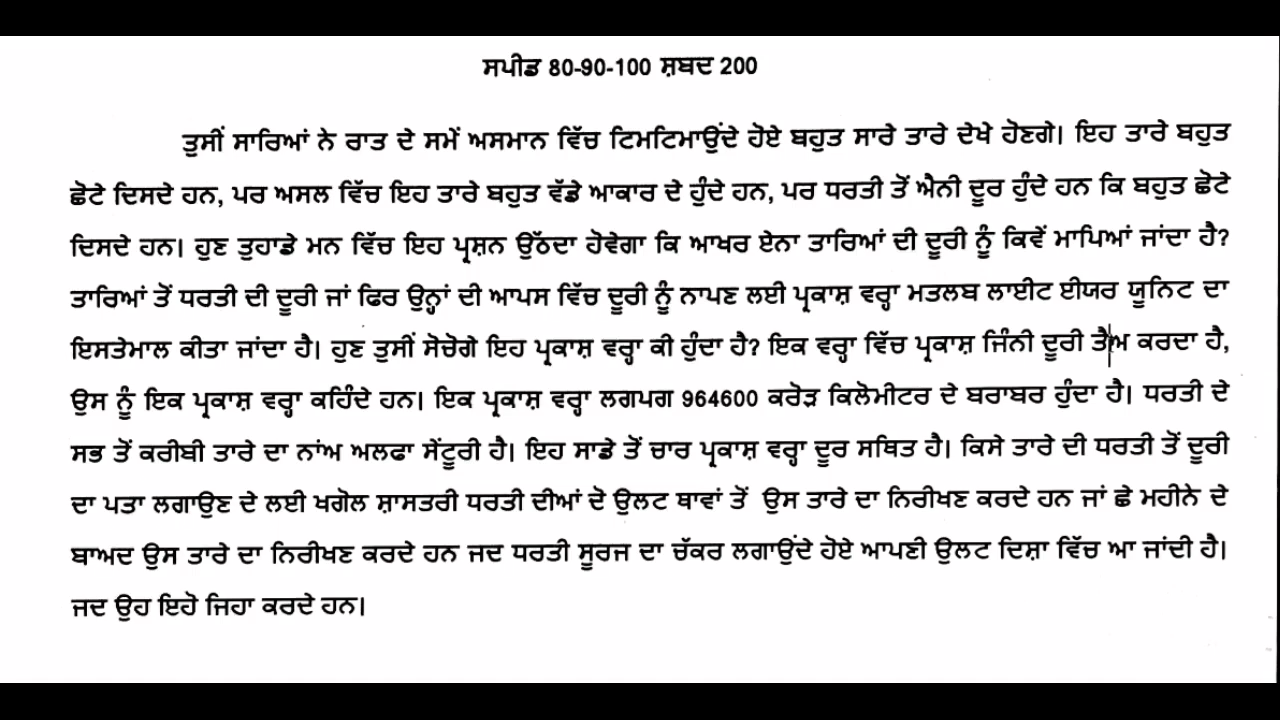 ਸਪੀਡ 80-90-100 ਸ਼ਬਦ 200
ਤੁਸੀਂ ਸਾਰਿਆਂ ਨੇ ਰਾਤ ਦੇ ਸਮੇਂ ਅਸਮਾਨ ਵਿੱਚ ਟਿਮਟਿਮਾਉਂਦੇ ਹੋਏ ਬਹੁਤ ਸਾਰੇ ਤਾਰੇ ਦੇਖੇ ਹੋਣਗੇ। ਇਹ ਤਾਰੇ ਬਹੁਤ
ਛੋਟੇ ਦਿਸਦੇ ਹਨ, ਪਰ ਅਸਲ ਵਿੱਚ ਇਹ ਤਾਰੇ ਬਹੁਤ ਵੱਡੇ ਆਕਾਰ ਦੇ ਹੁੰਦੇ ਹਨ, ਪਰ ਧਰਤੀ ਤੋਂ ਐਨੀ ਦੂਰ ਹੁੰਦੇ ਹਨ ਕਿ ਬਹੁਤ ਛੋਟੇ
ਦਿਸਦੇ ਹਨ। ਹੁਣ ਤੁਹਾਡੇ ਮਨ ਵਿੱਚ ਇਹ ਪ੍ਰਸ਼ਨ ਉੱਠਦਾ ਹੋਵੇਗਾ ਕਿ ਆਖਰ ਏਨਾ ਤਾਰਿਆਂ ਦੀ ਦੂਰੀ ਨੂੰ ਕਿਵੇਂ ਮਾਪਿਆਂ ਜਾਂਦਾ ਹੈ?
ਤਾਰਿਆਂ ਤੋਂ ਧਰਤੀ ਦੀ ਦੂਰੀ ਜਾਂ ਫਿਰ ਉਨ੍ਹਾਂ ਦੀ ਆਪਸ ਵਿੱਚ ਦੂਰੀ ਨੂੰ ਨਾਪਣ ਲਈ ਪ੍ਰਕਾਸ਼ ਵਰ੍ਹਾ ਮਤਲਬ ਲਾਈਟ ਈਯਰ ਯੂਨਿਟ ਦਾ
ਇਸਤੇਮਾਲ ਕੀਤਾ ਜਾਂਦਾ ਹੈ। ਹੁਣ ਤੁਸੀਂ ਸੋਚੋਗੇ ਇਹ ਪ੍ਰਕਾਸ਼ ਵਰ੍ਹਾ ਕੀ ਹੁੰਦਾ ਹੈ? ਇਕ ਵਰ੍ਹਾ ਵਿੱਚ ਪ੍ਰਕਾਸ਼ ਜਿੰਨੀ ਦੂਰੀ ਤੈਅ ਕਰਦਾ ਹੈ,
ਉਸ ਨੂੰ ਇਕ ਪ੍ਰਕਾਸ਼ ਵਰ੍ਹਾ ਕਹਿੰਦੇ ਹਨ। ਇਕ ਪ੍ਰਕਾਸ਼ ਵਰ੍ਹਾ ਲਗਪਗ 964600 ਕਰੋੜ ਕਿਲੋਮੀਟਰ ਦੇ ਬਰਾਬਰ ਹੁੰਦਾ ਹੈ। ਧਰਤੀ ਦੇ
ਸਭ ਤੋਂ ਕਰੀਬੀ ਤਾਰੇ ਦਾ ਨਾਂਅ ਅਲਫਾ ਸੇਂਟੂਰੀ ਹੈ। ਇਹ ਸਾਡੇ ਤੋਂ ਚਾਰ ਪ੍ਰਕਾਸ਼ ਵਰ੍ਹਾ ਦੂਰ ਸਥਿਤ ਹੈ। ਕਿਸੇ ਤਾਰੇ ਦੀ ਧਰਤੀ ਤੋਂ ਦੂਰੀ
ਦਾ ਪਤਾ ਲਗਾਉਣ ਦੇ ਲਈ ਖਗੋਲ ਸ਼ਾਸਤਰੀ ਧਰਤੀ ਦੀਆਂ ਦੋ ਉਲਟ ਥਾਵਾਂ ਤੋਂ ਉਸ ਤਾਰੇ ਦਾ ਨਿਰੀਖਣ ਕਰਦੇ ਹਨ ਜਾਂ ਛੇ ਮਹੀਨੇ ਦੇ
ਬਾਅਦ ਉਸ ਤਾਰੇ ਦਾ ਨਿਰੀਖਣ ਕਰਦੇ ਹਨ ਜਦ ਧਰਤੀ ਸੂਰਜ ਦਾ ਚੱਕਰ ਲਗਾਉਂਦੇ ਹੋਏ ਆਪਣੀ ਉਲਟ ਦਿਸ਼ਾ ਵਿੱਚ ਆ ਜਾਂਦੀ ਹੈ।
ਜਦ ਉਹ ਇਹੋ ਜਿਹਾ ਕਰਦੇ ਹਨ।